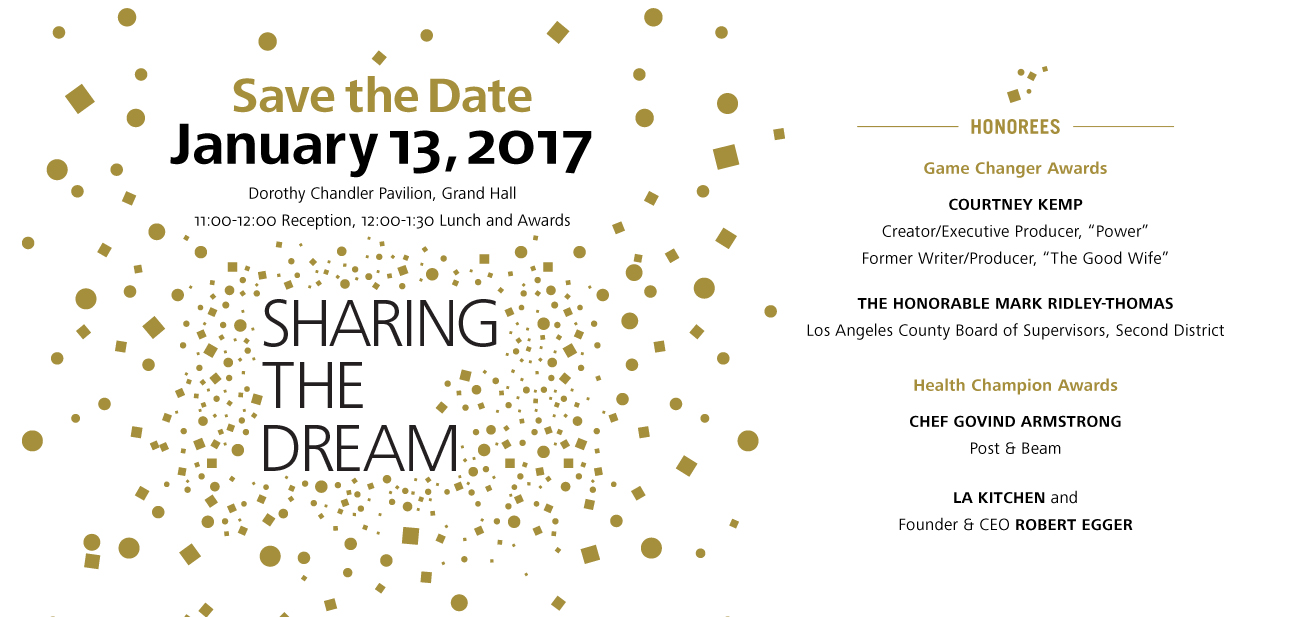 Save the Date
January 13, 2017
Dorothy Chandler Pavilion, Grand Hall
11:00-12:00 Reception, 12:00-1:30 Lunch and Awards
SHARING
THE
DREAM
HONOREES
Game Changer Awards
COURTNEY KEMP
Creator/Executive Producer, “Power”
Former Writer/Producer, “The Good Wife”
THE HONORABLE MARK RIDLEY-THOMAS
Los Angeles County Board of Supervisors, Second District
Health Champion Awards
CHEF GOVIND ARMSTRONG
Post & Beam
LA KITCHEN and
Founder & CEO ROBERT EGGER